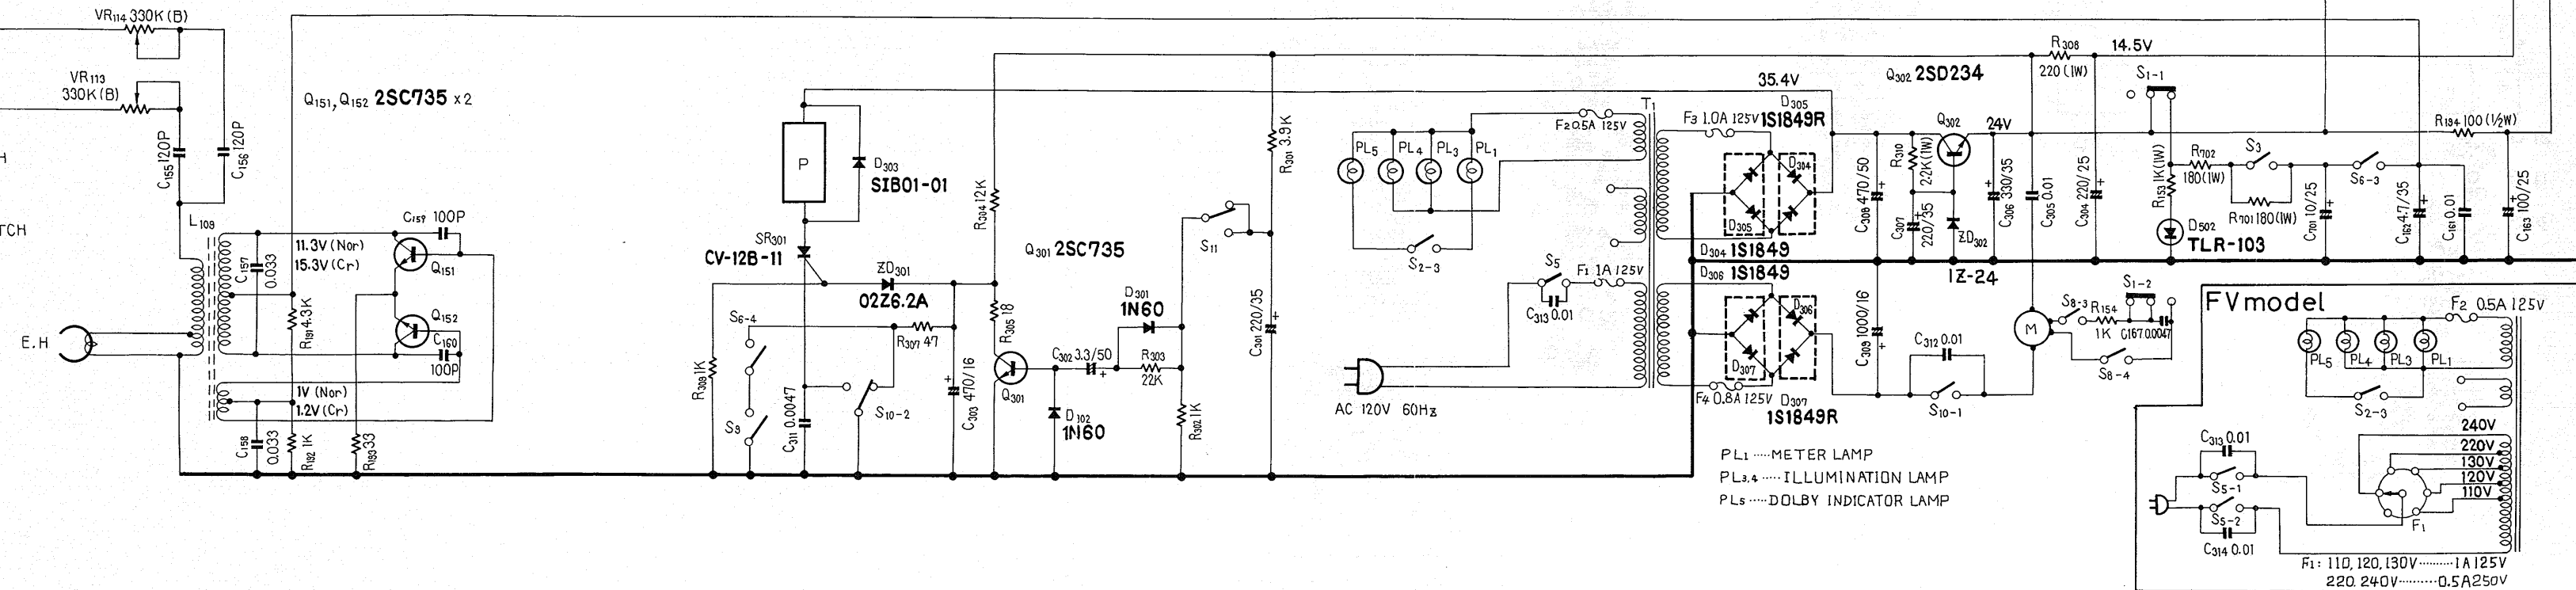 VR114 330K(B)
VR113
330K(B)
H
TCH
C155 120P
C156 120P
L108
Q151, Q152 2SC735 x2
C159 100P
11.3V (Nor)
15.3V (Cr)
C157
0.033
Q151
R191 4.3K
Q152
C160
100P
E.H
1V (Nor)
1.2V (Cr)
C158
0.033
R192 1K
R193 33
P
D303
SIB01-01
SR301
CV-12B-11
ZD301
02Z6.2A
S6-4
R307 47
S9
C311 0.0047
S10-2
C303 470/16
R304 12K
Q301 2SC735
R305 18
Q301
C302 3.3/50
D301
1N60
R303
22K
D302
1N60
R302 1K
S11
R301 3.9K
C301 220/35
PL5
PL4
PL3
PL1
S2-3
F2 0.5A 125V
S5
F1 1A 125V
C313 0.01
AC 120V 60Hz
T1
F3 1.0A 125V
35.4V
D305
1S1849R
D304
D305
D304 1S1849
D306 1S1849
D306
D307
F4 0.8A 125V
D307
1S1849R
PL1 ····METER LAMP
PL3,4 ·····ILLUMINATION LAMP
PL5 ····DOLBY INDICATOR LAMP
Q302 2SD234
Q302
24V
R310
2.2K(1W)
C308 470/50
C307
220/35
ZD302
1Z-24
C306 330/35
C305 0.01
R308
220 (1W)
14.5V
C304 220/25
C309 1000/16
C312 0.01
S10-1
M
S8-3
R154
1K
S1-2
C167 0.0047
S8-4
S1-1
R153 1K(1W)
D502
TLR-103
R702
180(1W)
S3
R701 180(1W)
C701 10/25
S6-3
C162 4.7/35
C161 0.01
R194 100 (½W)
C163 100/25
FV model
F2 0.5A 125V
PL5
PL4
PL3
PL1
S2-3
240V
220V
130V
120V
110V
C313 0.01
S5-1
S5-2
C314 0.01
F1
F1: 110, 120, 130V ········1A 125V
220. 240V ·········0.5A 250V